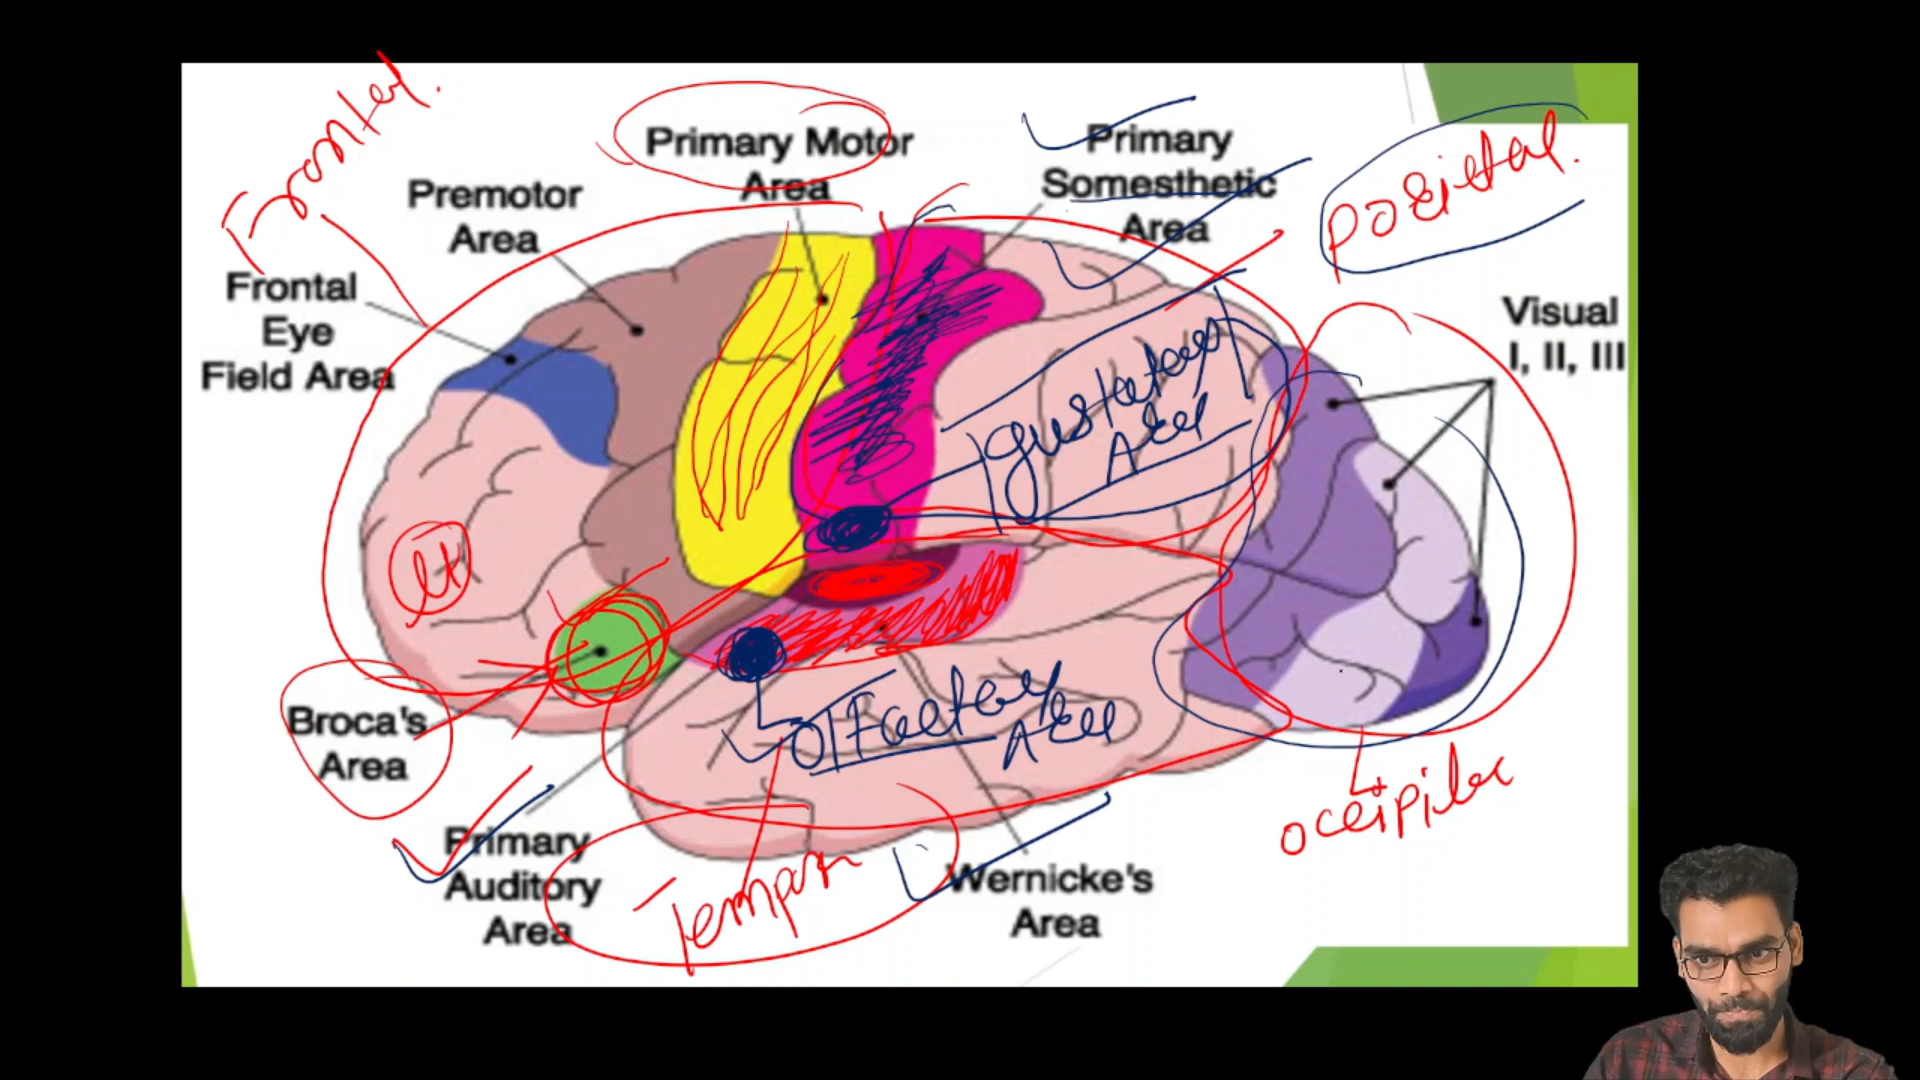 Frontal.
Primary Motor
Area
Primary
Somesthetic
Area
Parietal.
Premotor
Area
Frontal
Eye
Field Area
Visual
I, II, III
gustatory
Area
Broca's
Area
olfactory
Area
Primary
Auditory
Area
Wernicke's
Area